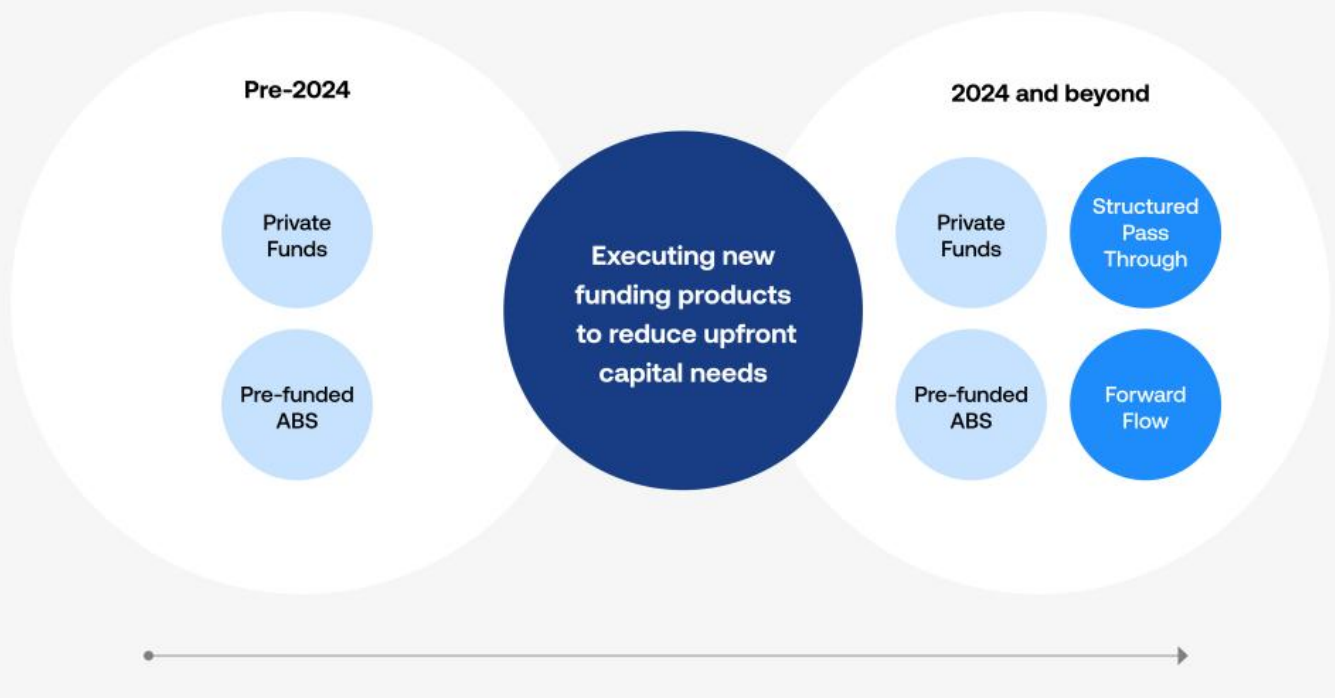 Pre-2024
Private
Funds
Pre-funded
ABS
Executing new
funding products
to reduce upfront
capital needs
2024 and beyond
Private
Funds
Structured
Pass
Through
Pre-funded
ABS
Forward
Flow